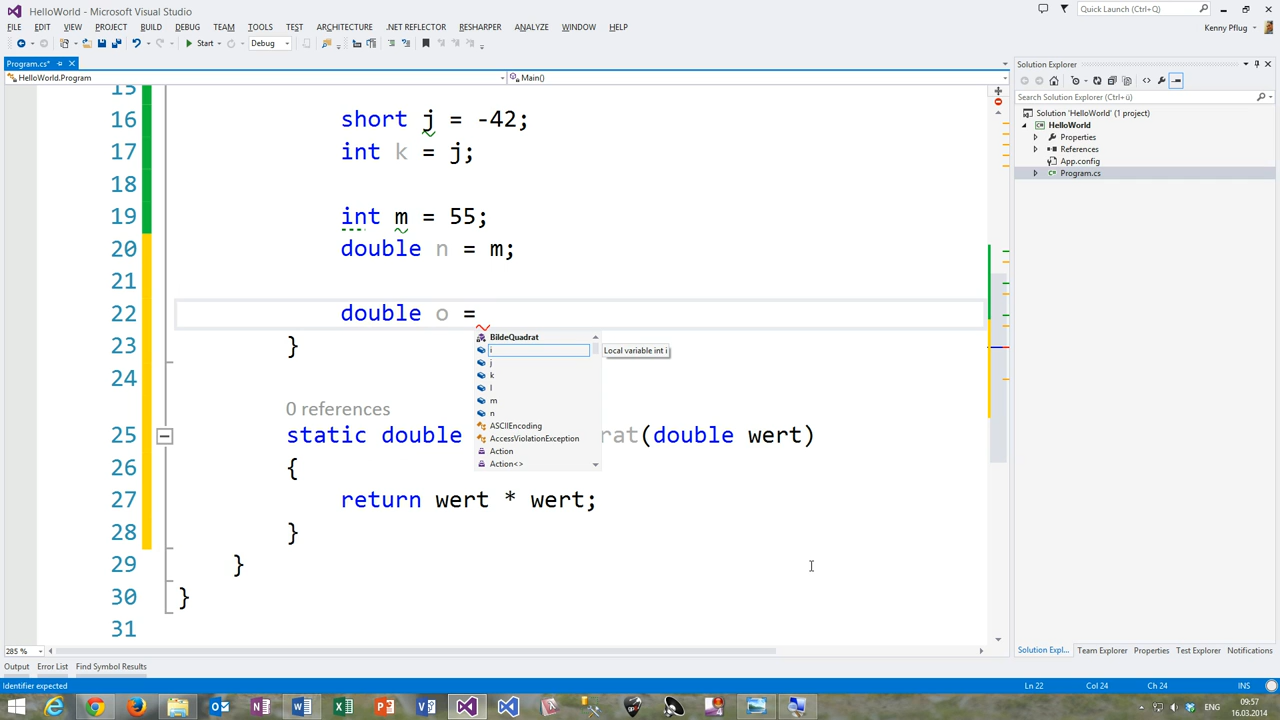 HelloWorld - Microsoft Visual Studio
Quick Launch (Ctrl+Q)
FILE EDIT VIEW PROJECT BUILD DEBUG TEAM TOOLS TEST ARCHITECTURE .NET REFLECTOR RESHARPER ANALYZE WINDOW HELP
Kenny Pflug
Start Debug
Program.cs*
Solution Explorer
HelloWorld.Program Main()
15
Search Solution Explorer (Ctrl+ü)
16 short j = -42;
Solution 'HelloWorld' (1 project)
HelloWorld
Properties
17 int k = j;
References
App.config
Program.cs
18
19 int m = 55;
20 double n = m;
21
22 double o =
BildeQuadrat
i
Local variable int i
j
k
l
m
n
ASCIIEncoding
AccessViolationException
Action
Action<>
23 }
24
0 references
25 static double rat(double wert)
26 {
27 return wert * wert;
28 }
29 }
30 }
31
285 %
Solution Expl... Team Explorer Properties Test Explorer Notifications
Output Error List Find Symbol Results
Identifier expected Ln 22 Col 24 Ch 24 INS
ENG
09:57
16.03.2014